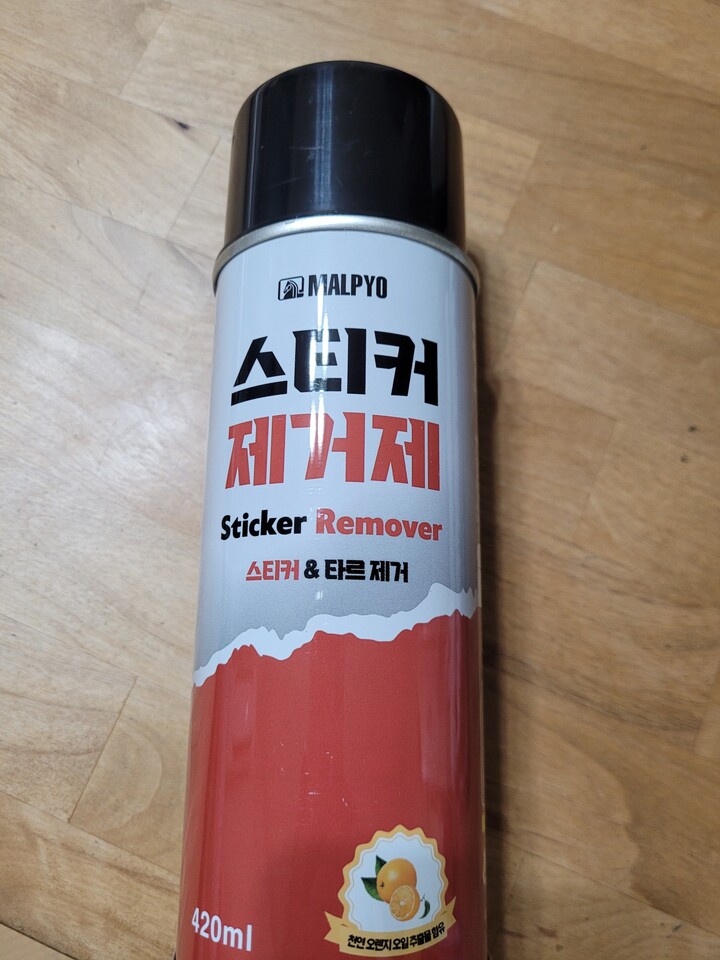 MALPYO
스티커
제거제
Sticker Remover
스티커 & 타르 제거
420ml
천연 오렌지 오일 추출물 함유